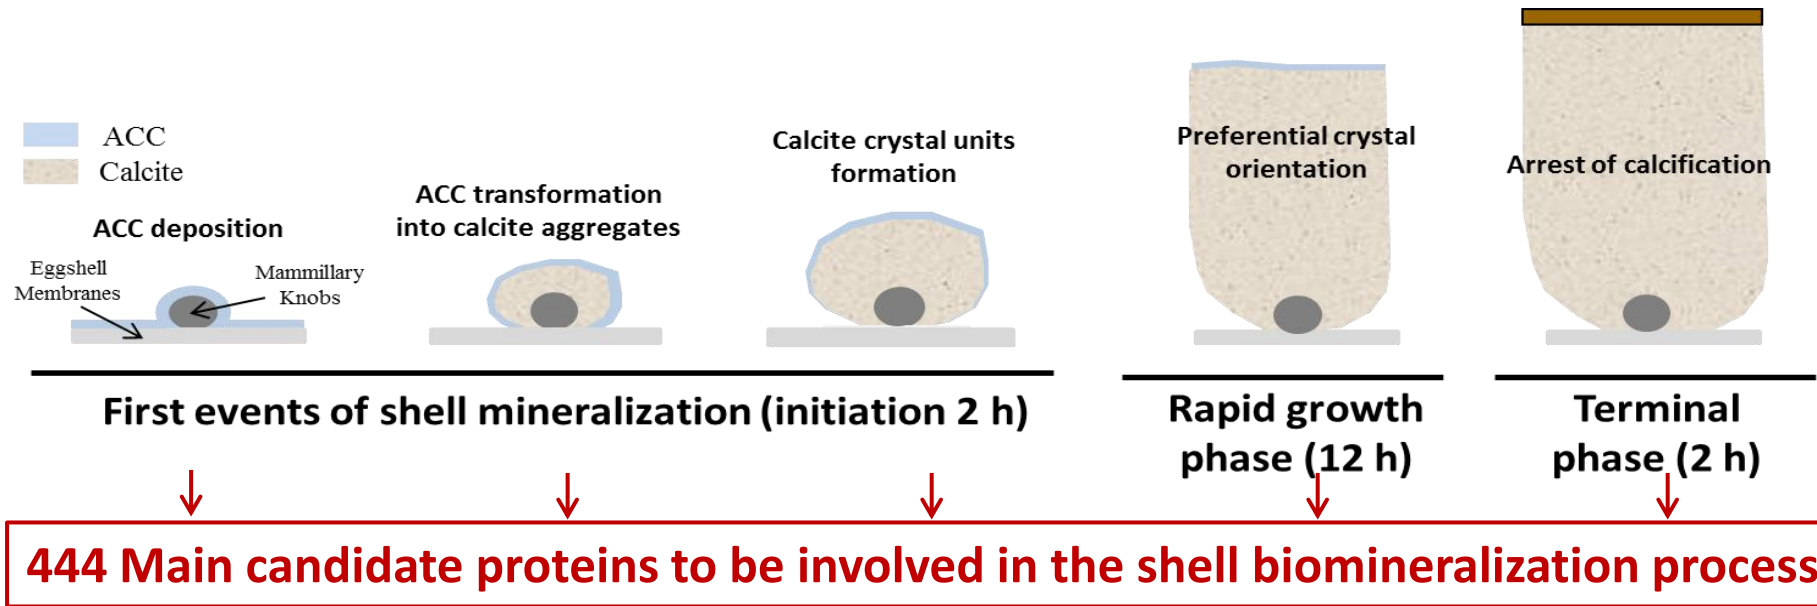 ACC
Calcite
ACC deposition
Eggshell
Membranes
Mammillary
Knobs
ACC transformation
into calcite aggregates
Calcite crystal units
formation
Preferential crystal
orientation
Arrest of calcification
First events of shell mineralization (initiation 2 h)
Rapid growth
phase (12 h)
Terminal
phase (2 h)
444 Main candidate proteins to be involved in the shell biomineralization process